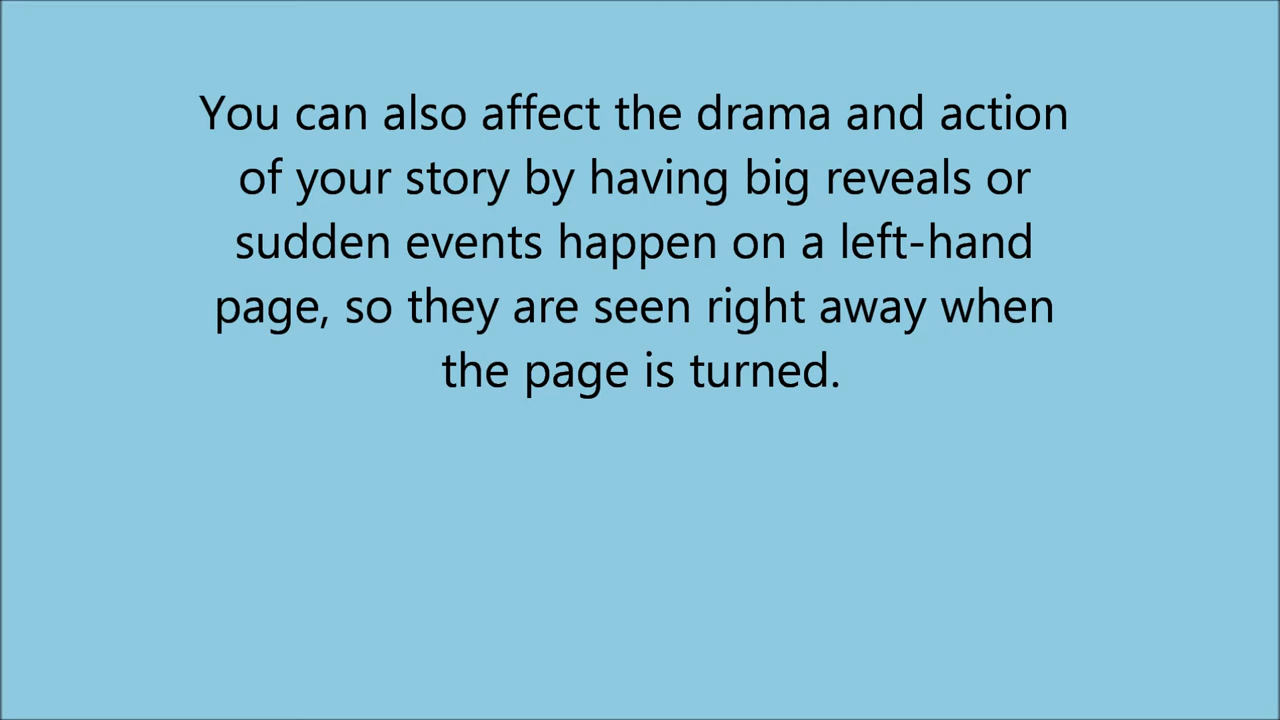 You can also affect the drama and action
of your story by having big reveals or
sudden events happen on a left-hand
page, so they are seen right away when
the page is turned.